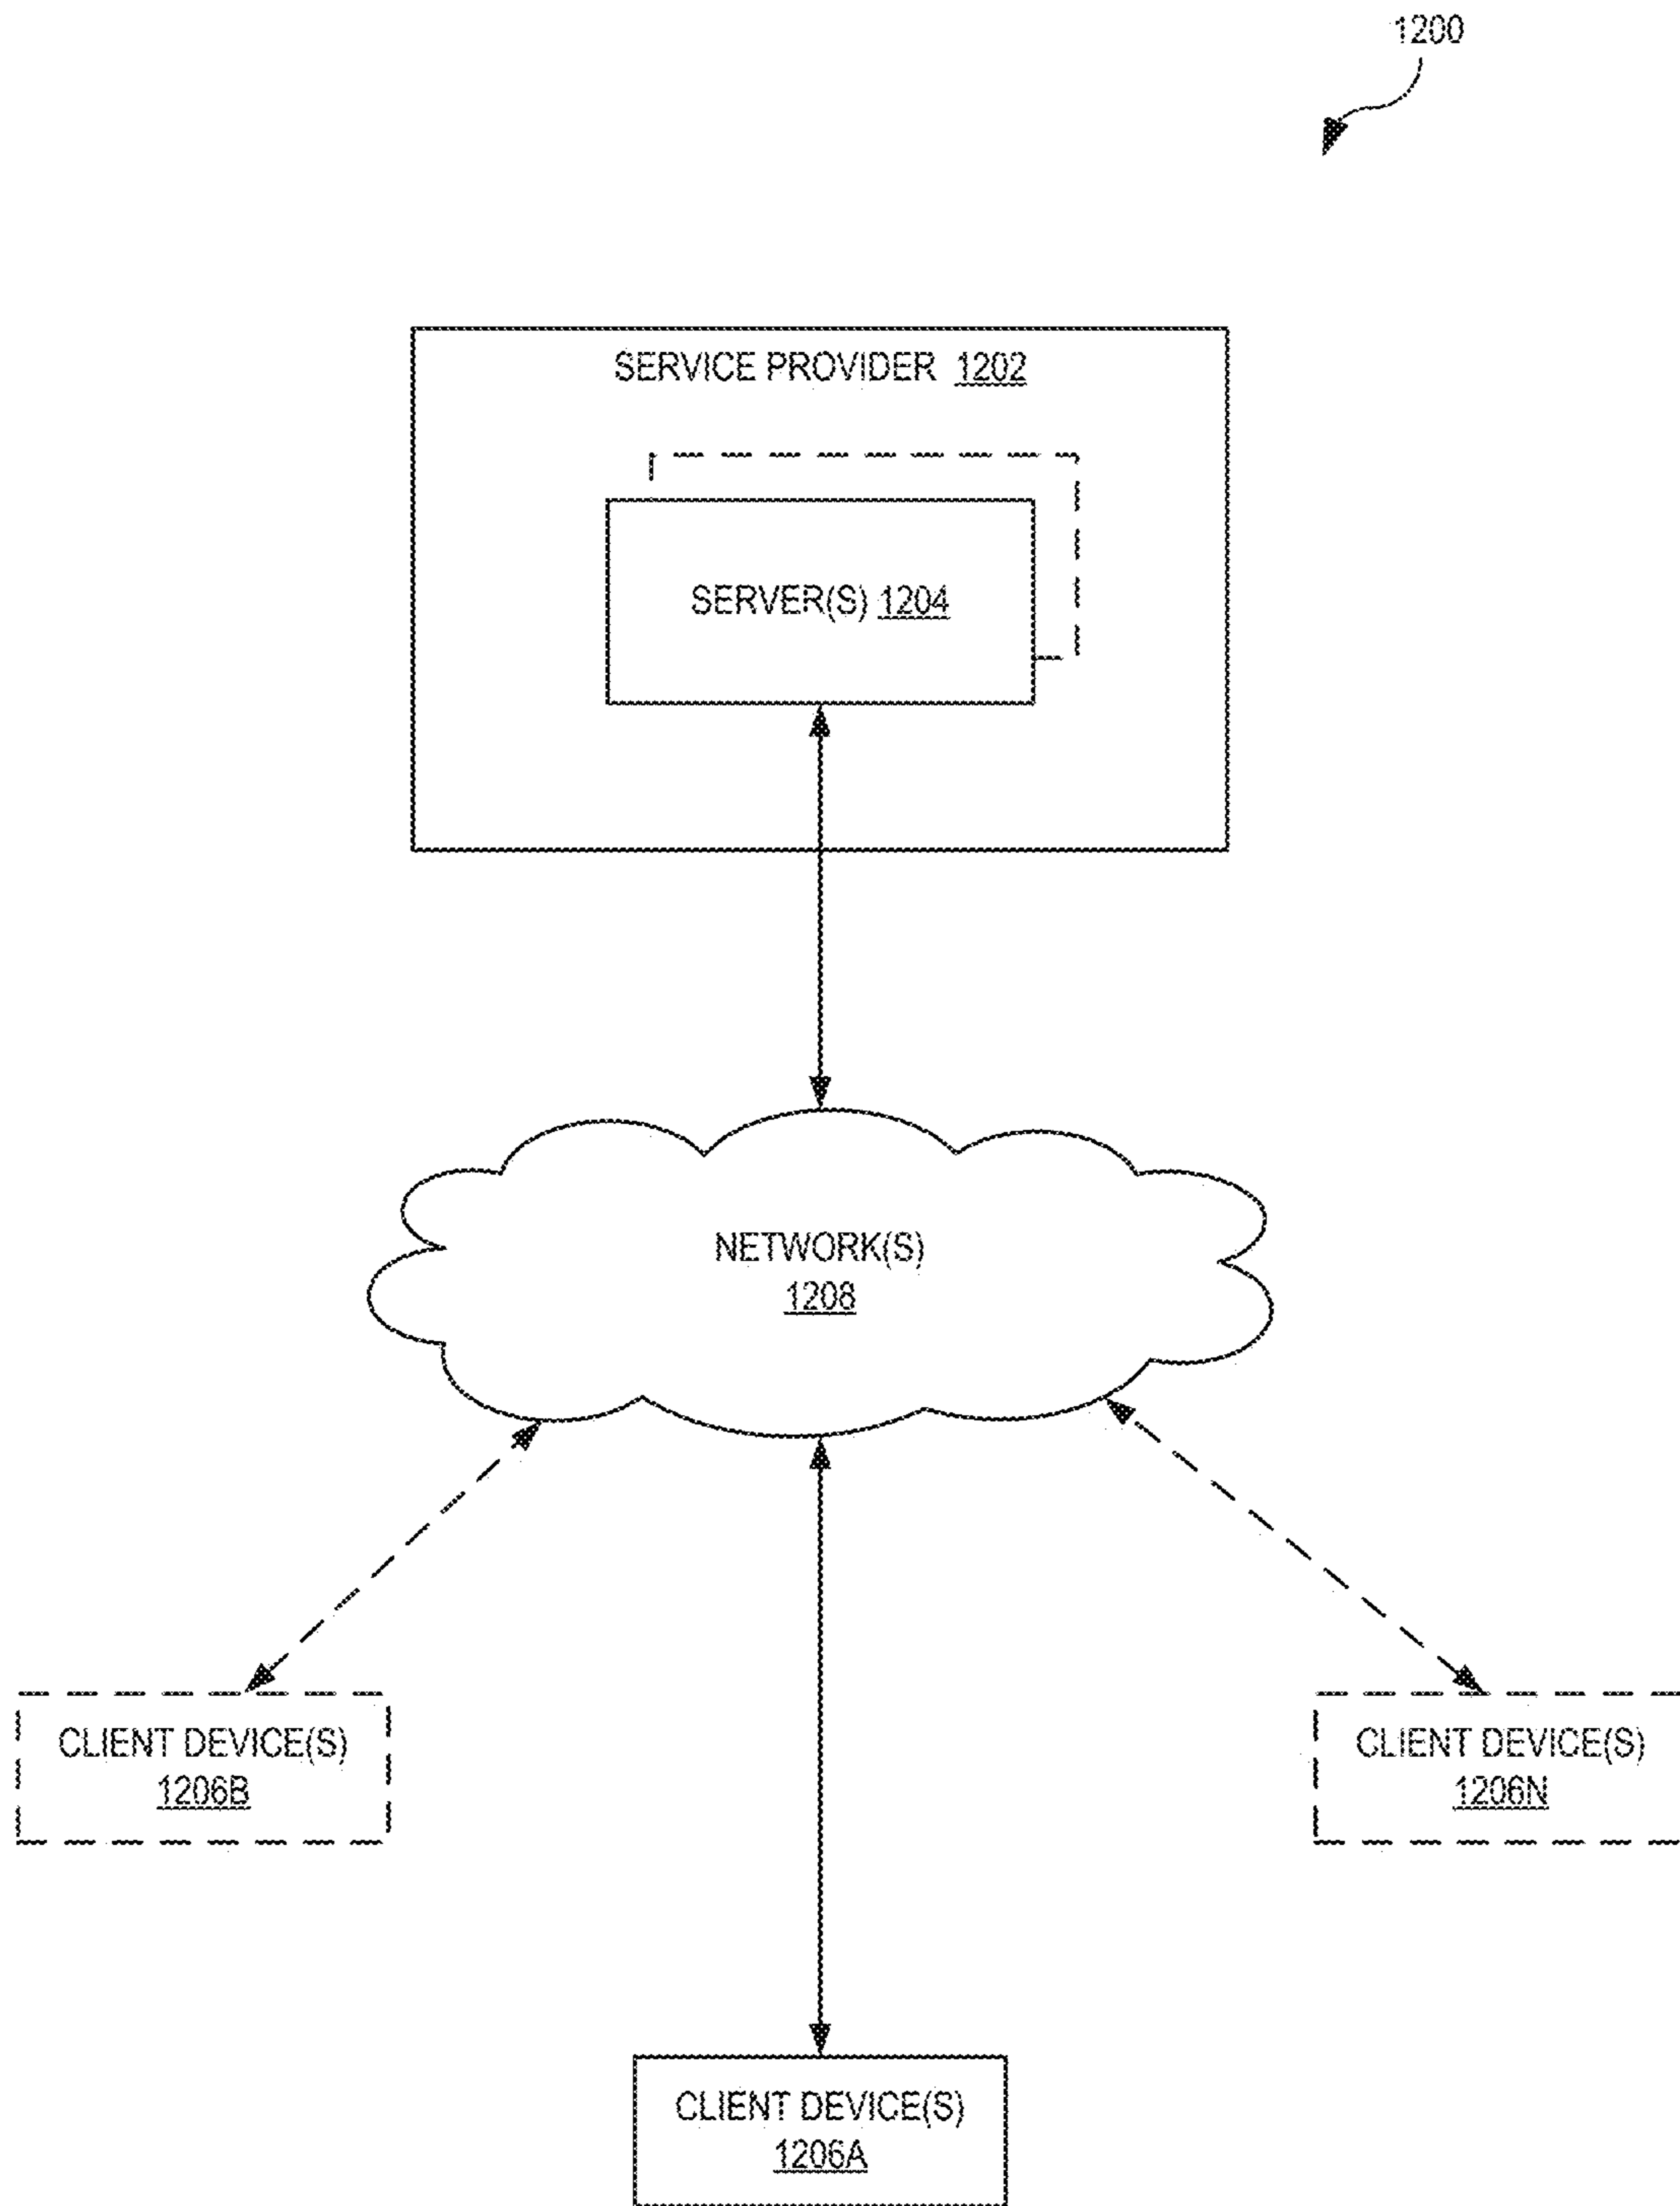 1200
SERVICE PROVIDER 1202
SERVER(S) 1204
NETWORK(S)
1208
CLIENT DEVICE(S)
1206B
CLIENT DEVICE(S)
1206N
CLIENT DEVICE(S)
1206A